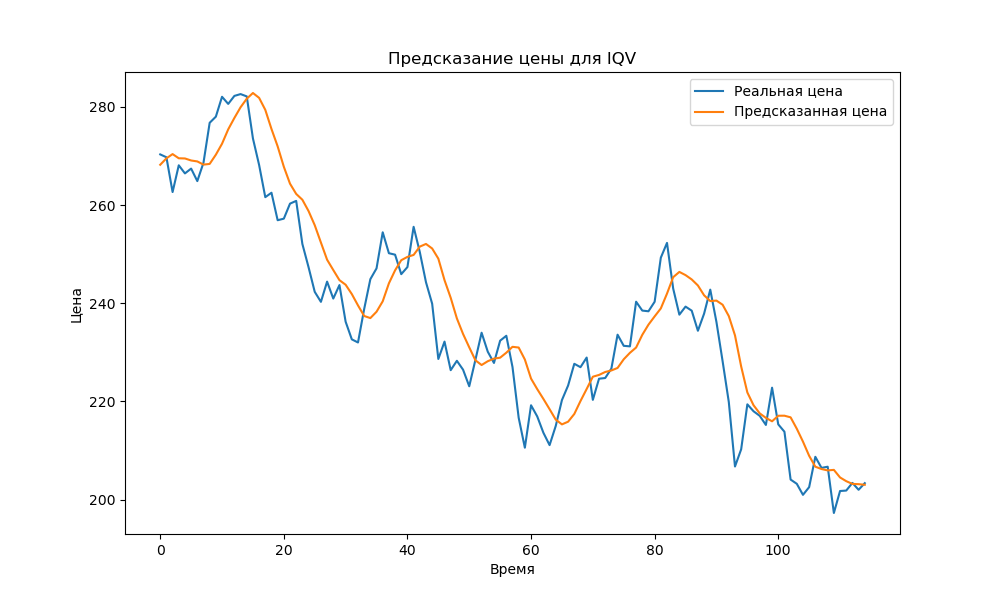 Предсказание цены для IQV
Реальная цена
Предсказанная цена
Цена
280
260
240
220
200
0 20 40 60 80 100
Время